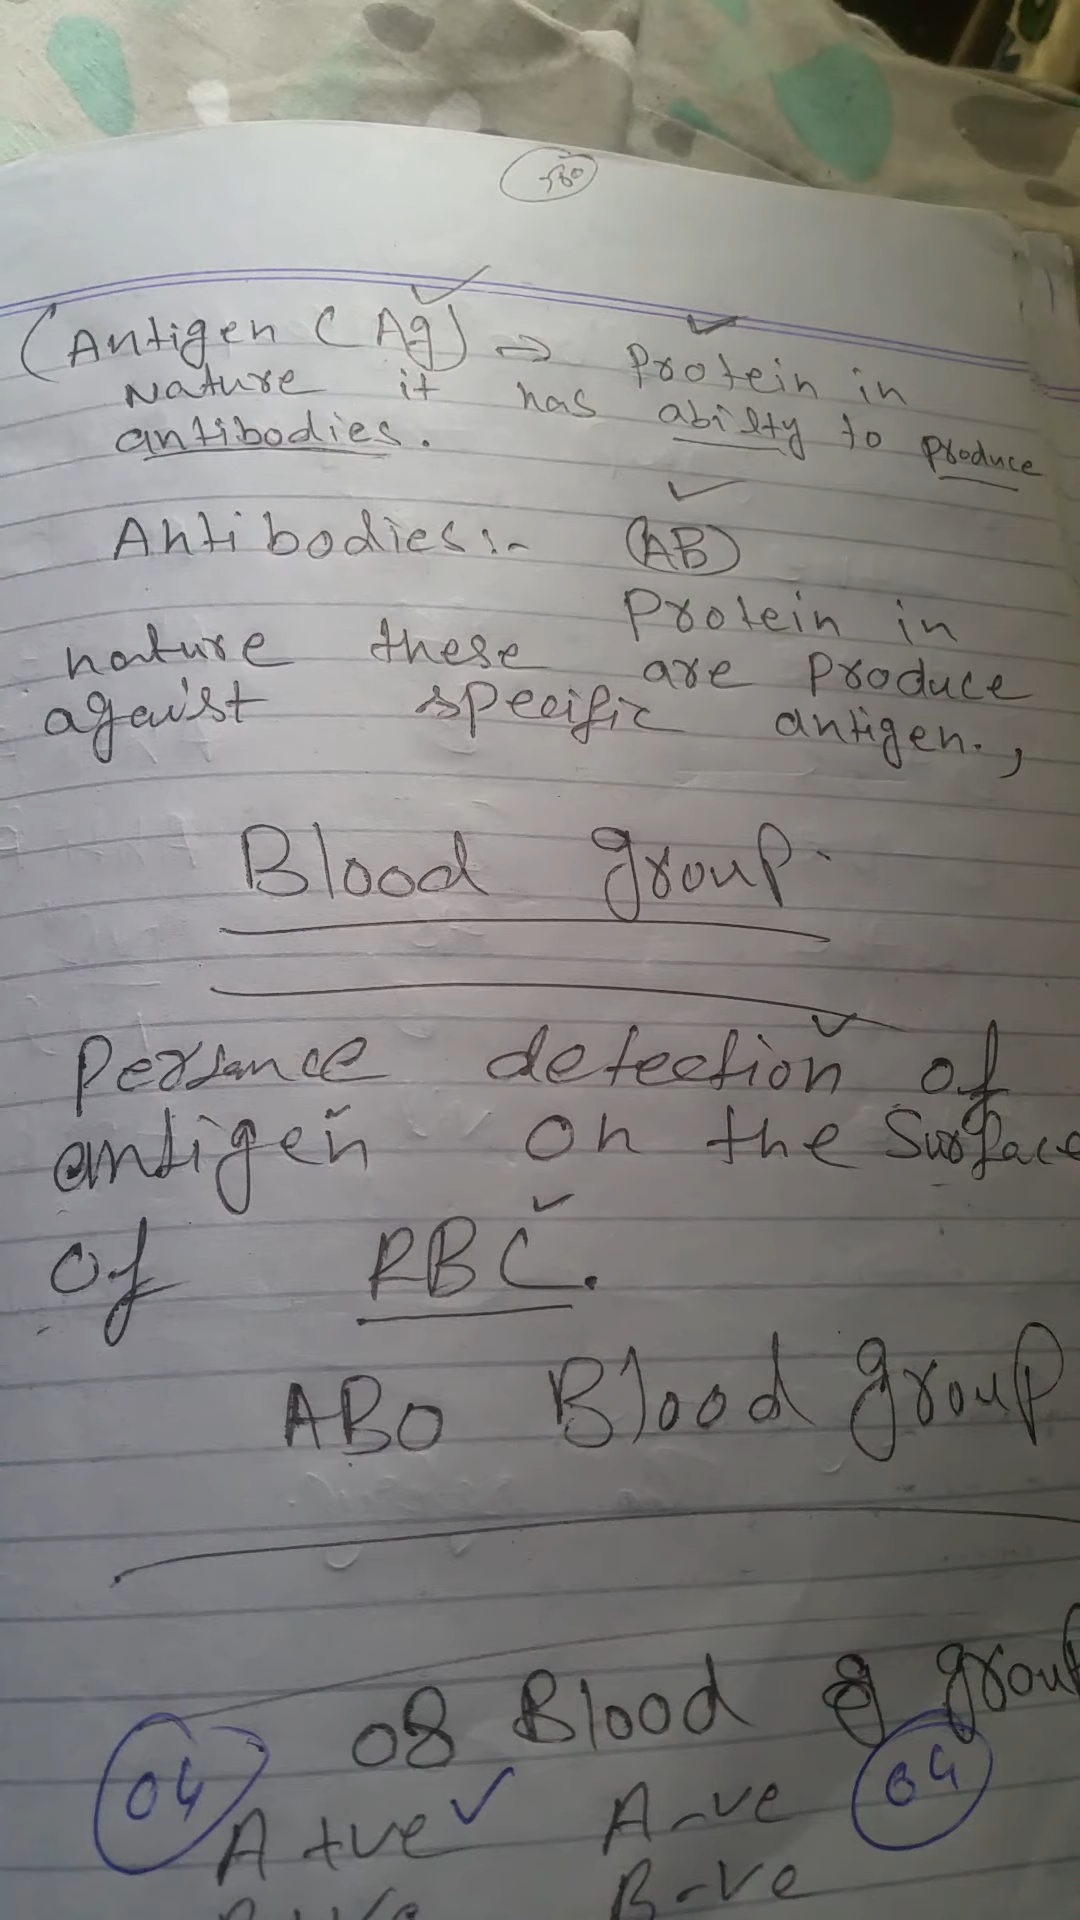 (Antigen (Ag) → Protein in
Nature it has abilty to produce
antibodies.
Antibodies:- (AB)
Protein in
nature these are produce
against specific antigen.,
Blood group
Persance detection of
antigen on the Surface
of RBC.
ABO Blood group
08 Blood group
04 04
A +ve A -ve
B-ve